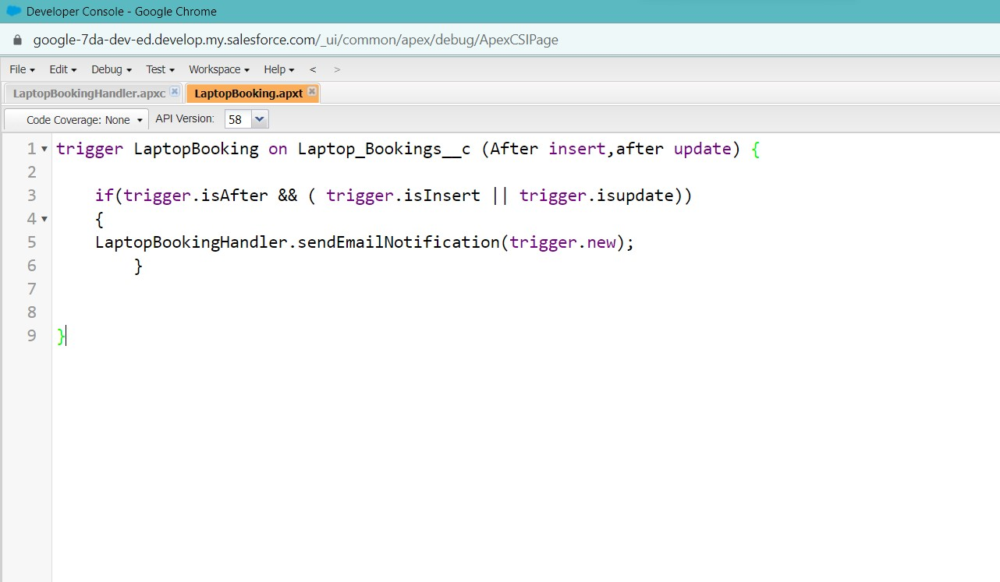 Developer Console - Google Chrome
google-7da-dev-ed.develop.my.salesforce.com/_ui/common/apex/debug/ApexCSIPage
File Edit Debug Test Workspace Help < >
LaptopBookingHandler.apxc LaptopBooking.apxt
Code Coverage: None API Version: 58
1 trigger LaptopBooking on Laptop_Bookings__c (After insert,after update) {
2
3 if(trigger.isAfter && ( trigger.isInsert || trigger.isupdate))
4 {
5 LaptopBookingHandler.sendEmailNotification(trigger.new);
6 }
7
8
9 }